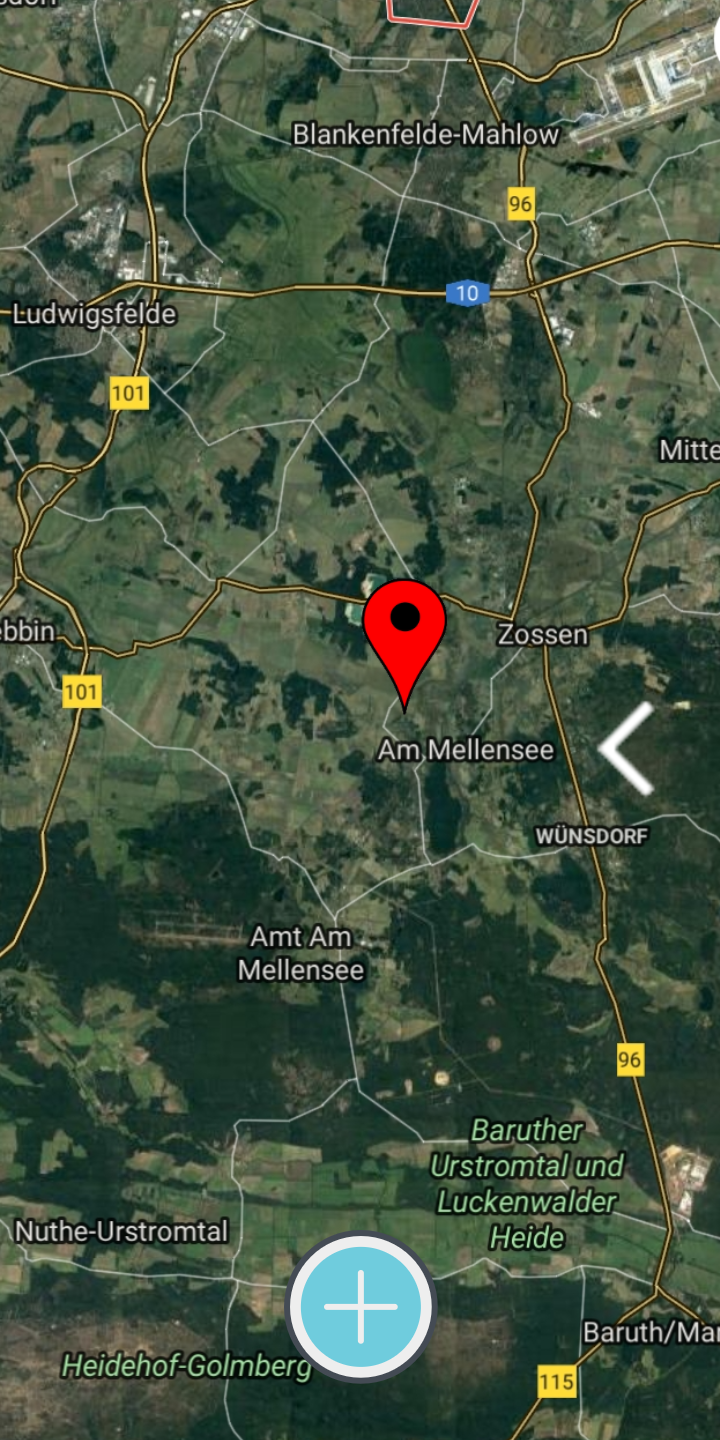 Blankenfelde-Mahlow
96
10
Ludwigsfelde
101
Mitte
ebbin
Zossen
101
Am Mellensee
WÜNSDORF
Amt Am
Mellensee
96
Baruther
Urstromtal und
Luckenwalder
Heide
Nuthe-Urstromtal
Baruth/Mar
Heidehof-Golmberg
115